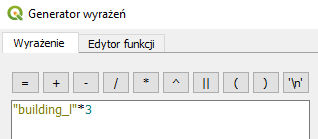 Generator wyrażeń
Wyrażenie Edytor funkcji
= + - / * ^ || ( ) '\n'
"building_l"*3